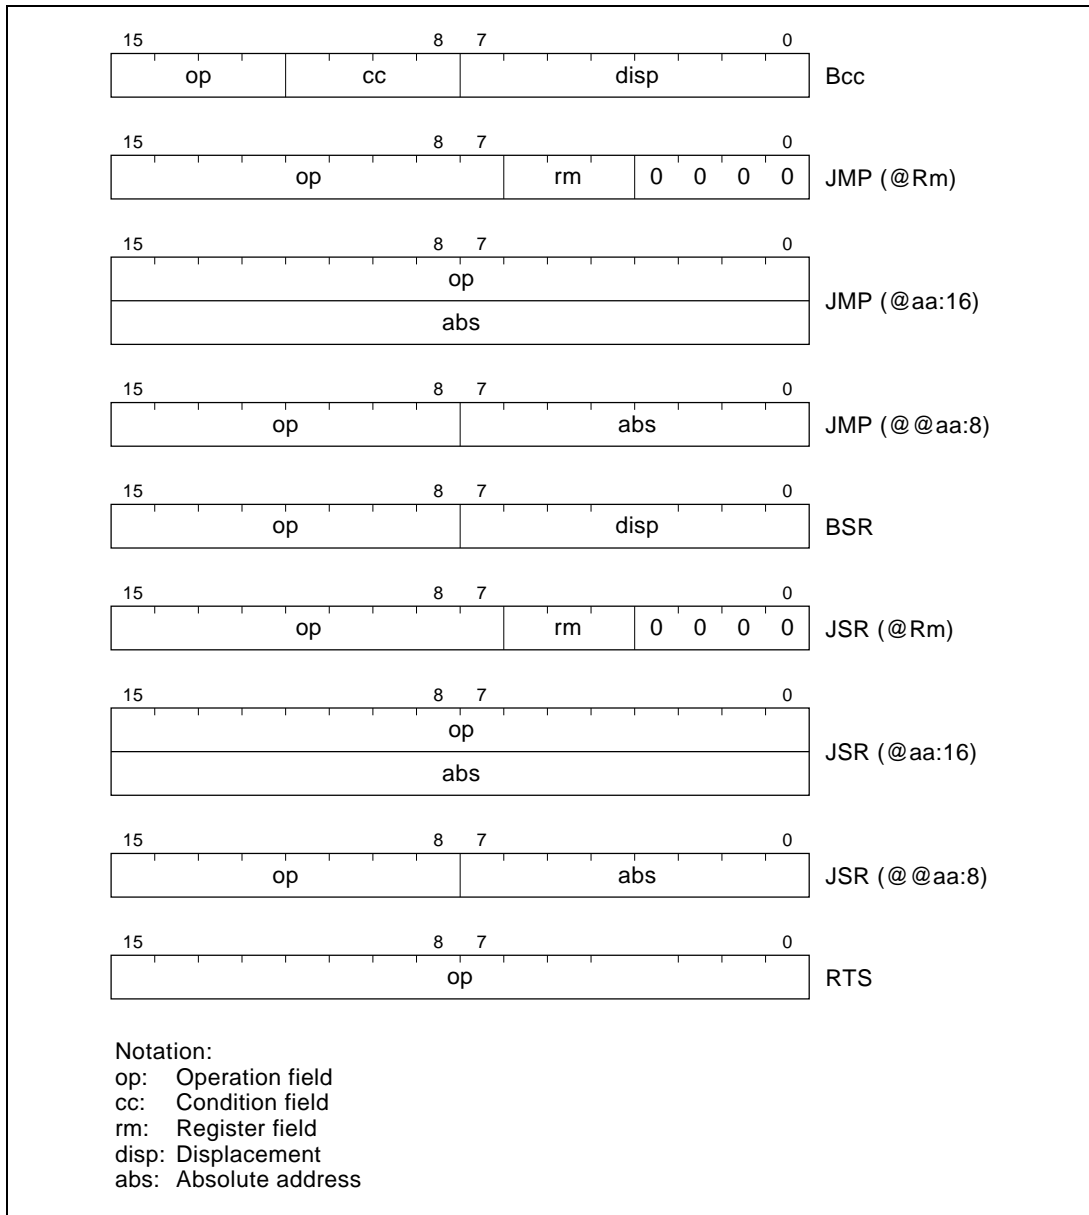 15 8 7 0
op cc disp Bcc
15 8 7 0
op rm 0 0 0 0 JMP (@Rm)
15 8 7 0
op
JMP (@aa:16)
abs
15 8 7 0
op abs JMP (@@aa:8)
15 8 7 0
op disp BSR
15 8 7 0
op rm 0 0 0 0 JSR (@Rm)
15 8 7 0
op
JSR (@aa:16)
abs
15 8 7 0
op abs JSR (@@aa:8)
15 8 7 0
op RTS
Notation:
op: Operation field
cc: Condition field
rm: Register field
disp: Displacement
abs: Absolute address